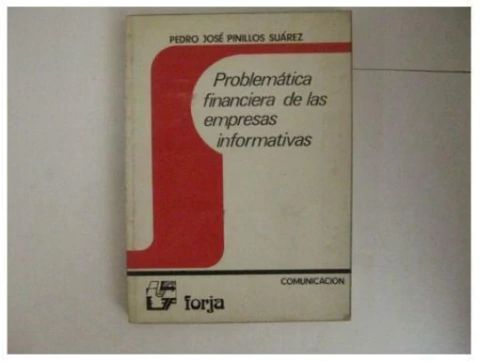 PEDRO JOSÉ PINILLOS SUÁREZ
Problemática
financiera de las
empresas
informativas
COMUNICACION
forja